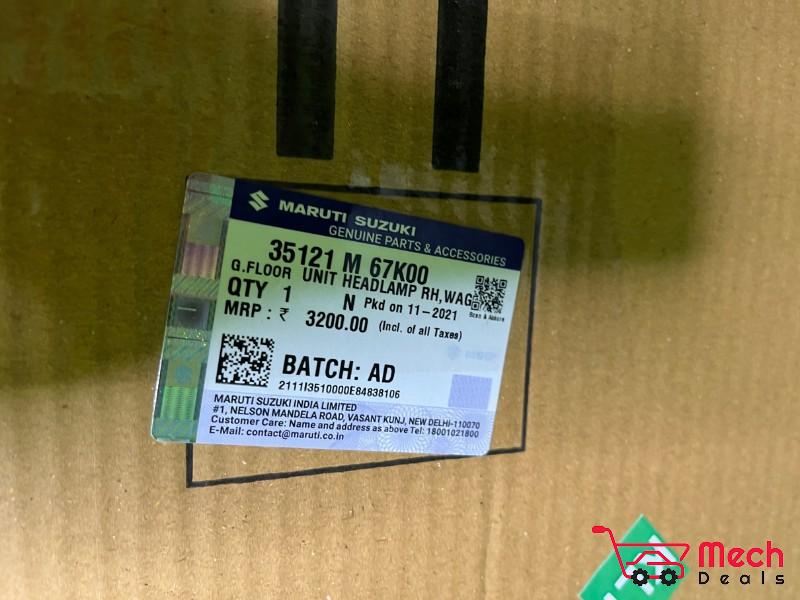 MARUTI SUZUKI
GENUINE PARTS & ACCESSORIES
35121 M 67K00
G.FLOOR UNIT HEADLAMP RH,WAG
QTY 1 N Pkd on 11-2021
MRP : ₹ 3200.00 (Incl. of all Taxes)
Scan & Assure
BATCH: AD
2111I3510000E84838106
MARUTI SUZUKI INDIA LIMITED
#1, NELSON MANDELA ROAD, VASANT KUNJ, NEW DELHI-110070
Customer Care: Name and address as above Tel: 18001021800
E-Mail: contact@maruti.co.in
Mech
Deals